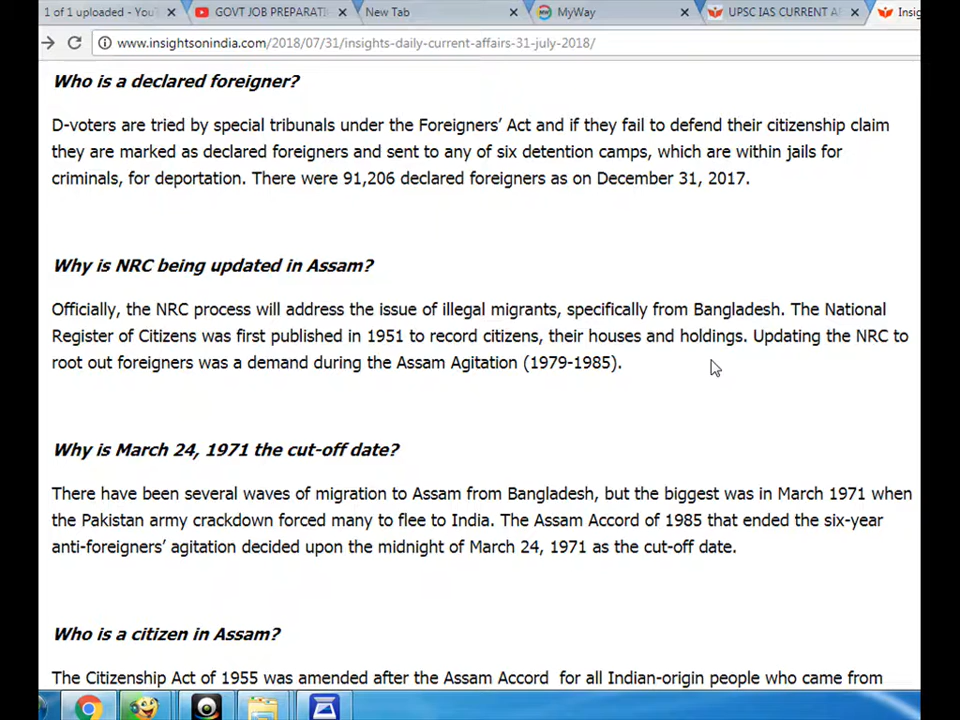 1 of 1 uploaded - You
GOVT JOB PREPARATI
New Tab
MyWay
UPSC IAS CURRENT A
Insig
www.insightsonindia.com/2018/07/31/insights-daily-current-affairs-31-july-2018/
Who is a declared foreigner?
D-voters are tried by special tribunals under the Foreigners’ Act and if they fail to defend their citizenship claim
they are marked as declared foreigners and sent to any of six detention camps, which are within jails for
criminals, for deportation. There were 91,206 declared foreigners as on December 31, 2017.
Why is NRC being updated in Assam?
Officially, the NRC process will address the issue of illegal migrants, specifically from Bangladesh. The National
Register of Citizens was first published in 1951 to record citizens, their houses and holdings. Updating the NRC to
root out foreigners was a demand during the Assam Agitation (1979-1985).
Why is March 24, 1971 the cut-off date?
There have been several waves of migration to Assam from Bangladesh, but the biggest was in March 1971 when
the Pakistan army crackdown forced many to flee to India. The Assam Accord of 1985 that ended the six-year
anti-foreigners’ agitation decided upon the midnight of March 24, 1971 as the cut-off date.
Who is a citizen in Assam?
The Citizenship Act of 1955 was amended after the Assam Accord for all Indian-origin people who came from